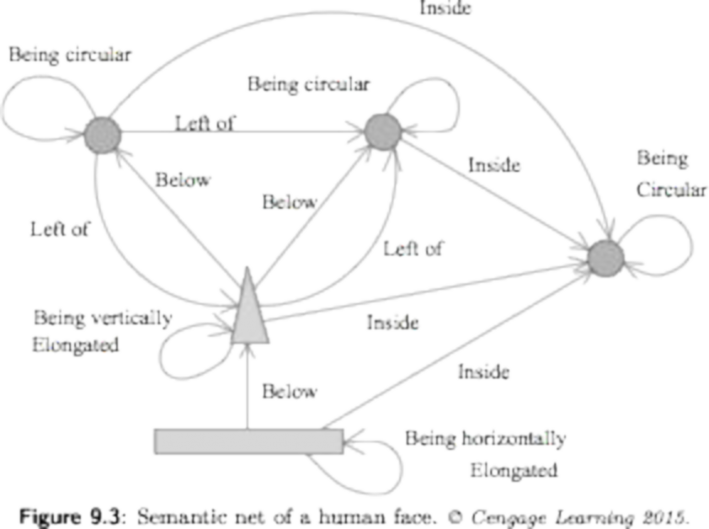 Inside
Being circular
Being circular
Left of
Inside
Being
Circular
Below
Below
Left of
Left of
Being vertically
Elongated
Inside
Inside
Below
Being horizontally
Elongated
Figure 9.3: Semantic net of a human face. © Cengage Learning 2015.